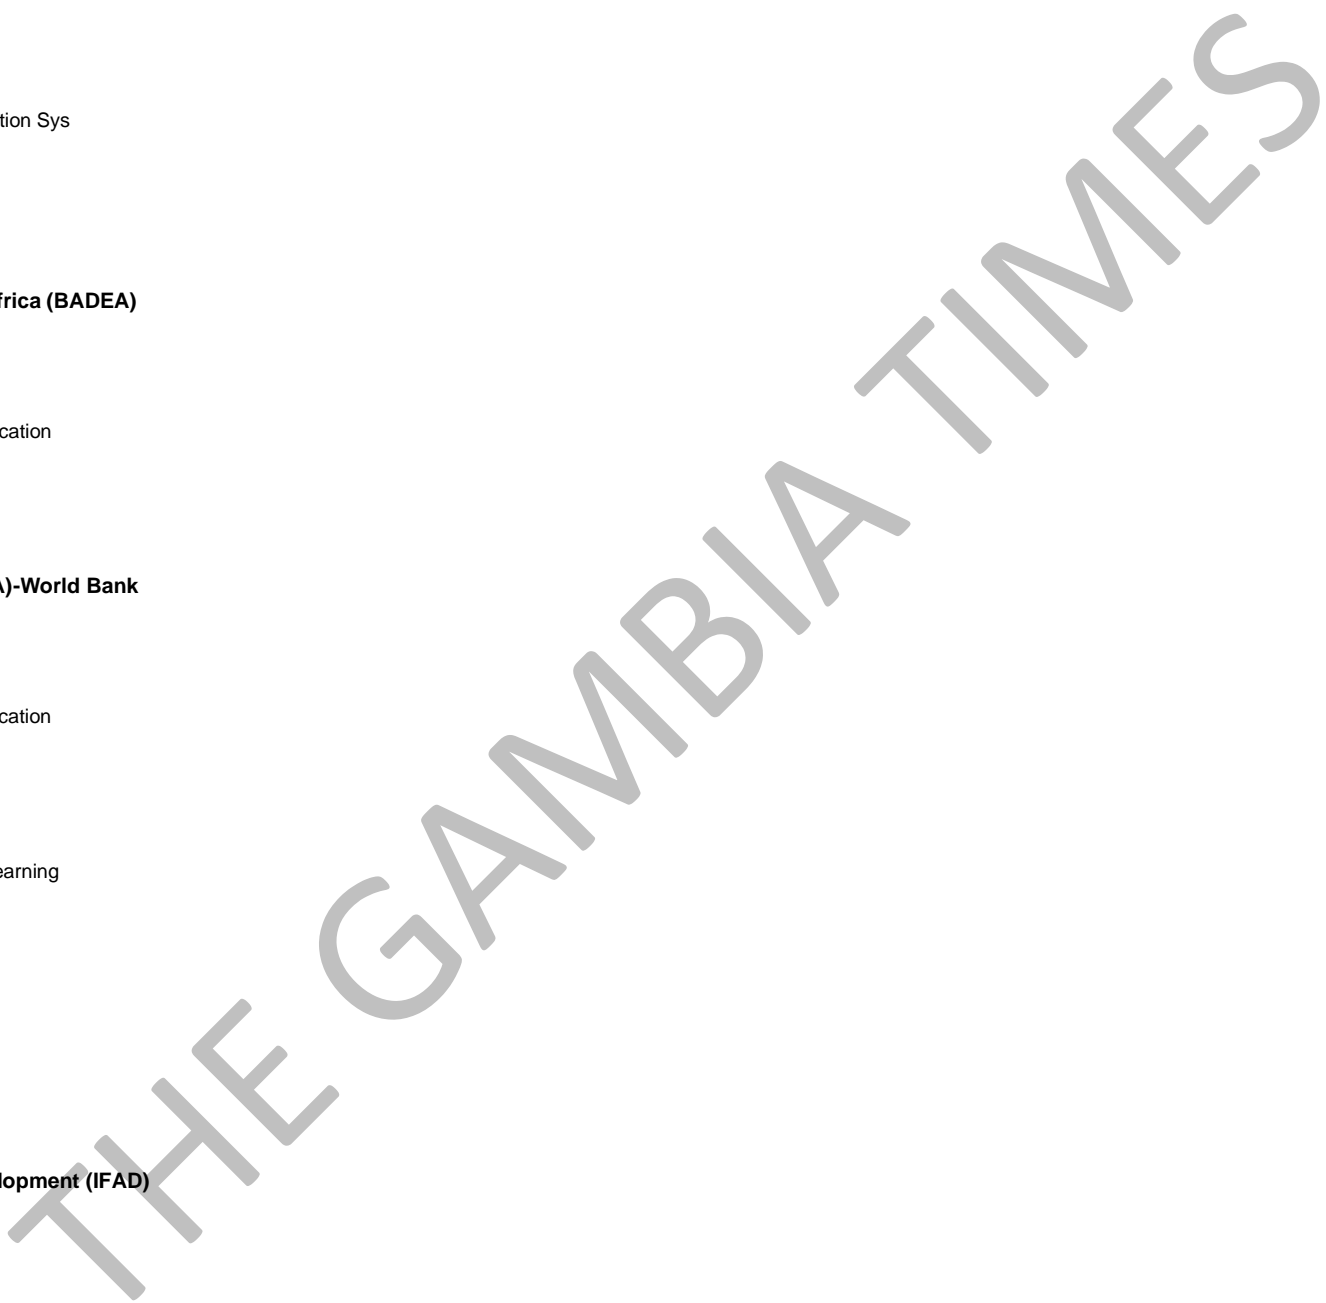 tion Sys
frica (BADEA)
cation
A)-World Bank
cation
earning
lopment (IFAD)
THE GAMBIA TIMES